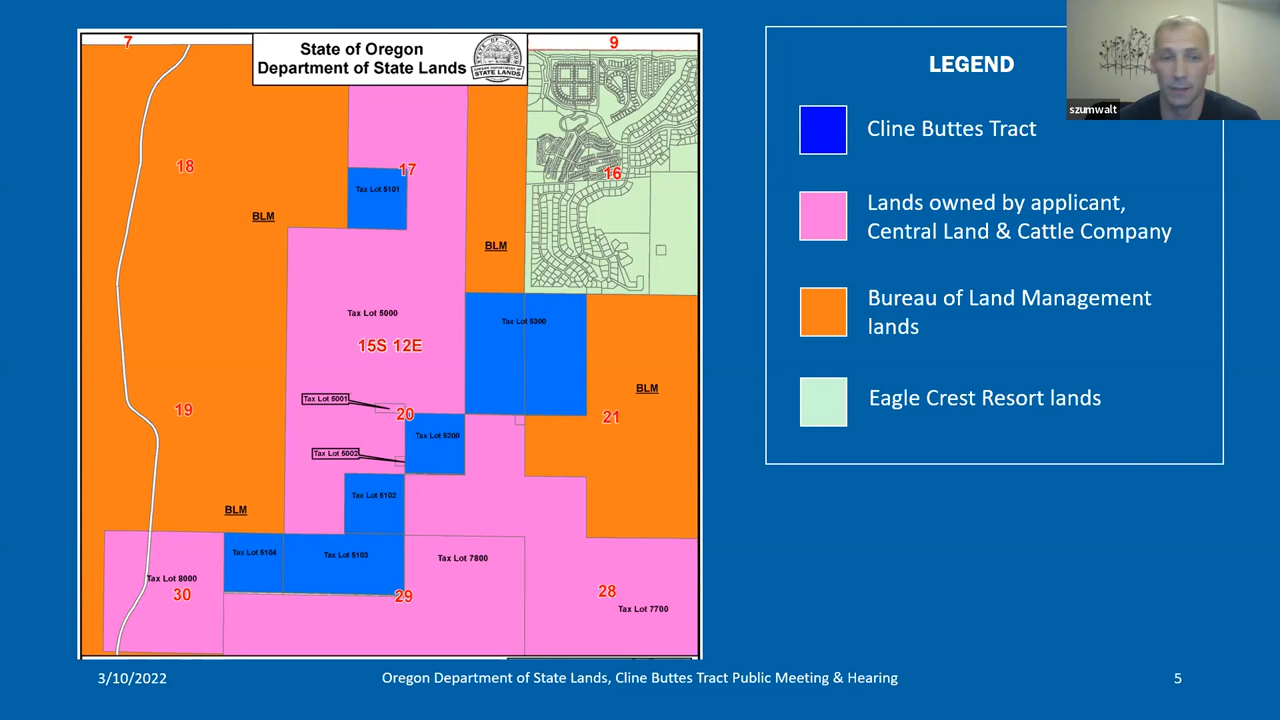 7
State of Oregon
Department of State Lands
STATE LANDS
9
18
17
Tax Lot 5101
16
BLM
BLM
Tax Lot 5000
Tax Lot 5300
15S 12E
BLM
Tax Lot 5001
19
20
21
Tax Lot 5200
Tax Lot 5002
Tax Lot 5102
BLM
Tax Lot 5104
Tax Lot 5103
Tax Lot 7800
Tax Lot 8000
30
29
28
Tax Lot 7700
LEGEND
Cline Buttes Tract
Lands owned by applicant,
Central Land & Cattle Company
Bureau of Land Management
lands
Eagle Crest Resort lands
szumwalt
3/10/2022
Oregon Department of State Lands, Cline Buttes Tract Public Meeting & Hearing
5